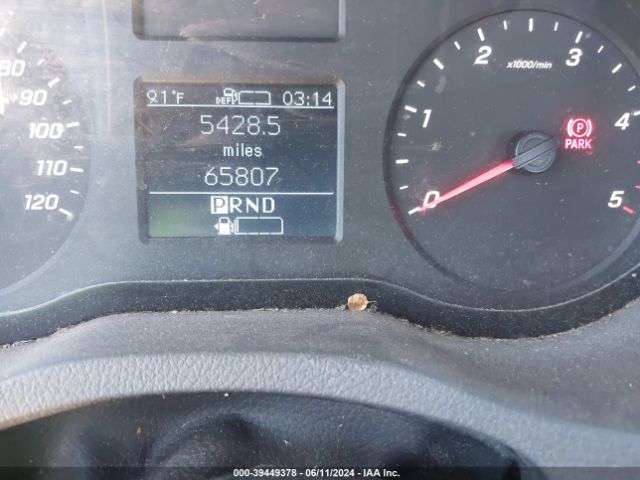 80
90
100
110
120
91°F DEF 03:14
5428.5
miles
65807
PRND
x1000/min
0
1
2
3
4
5
P
PARK
000-39449378 - 06/11/2024 - IAA Inc.